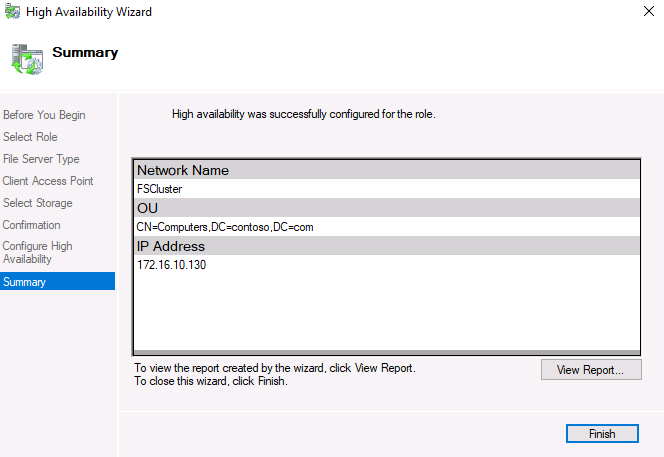 High Availability Wizard
Summary
Before You Begin
Select Role
File Server Type
Client Access Point
Select Storage
Confirmation
Configure High
Availability
Summary
High availability was successfully configured for the role.
Network Name
FSCluster
OU
CN=Computers,DC=contoso,DC=com
IP Address
172.16.10.130
To view the report created by the wizard, click View Report.
To close this wizard, click Finish.
View Report...
Finish